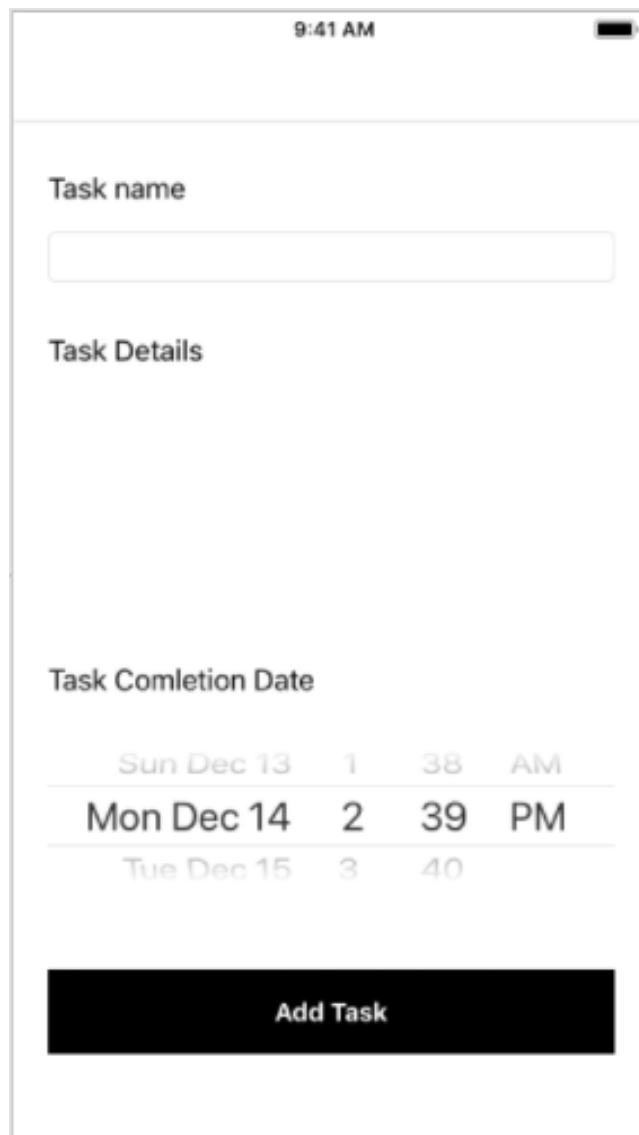 9:41 AM
Task name
Task Details
Task Comletion Date
Sun Dec 13 1 38 AM
Mon Dec 14 2 39 PM
Tue Dec 15 3 40
Add Task